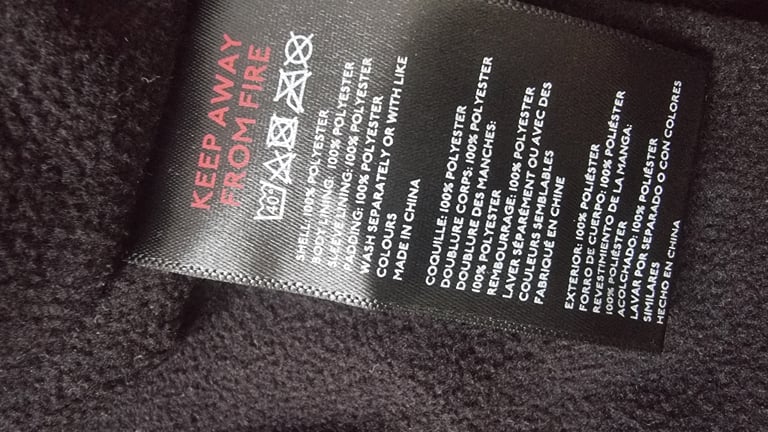 KEEP AWAY
FROM FIRE
40
SHELL: 100% POLYESTER
BODY LINING: 100% POLYESTER
SLEEVE LINING: 100% POLYESTER
PADDING: 100% POLYESTER
WASH SEPARATELY OR WITH LIKE
COLOURS
MADE IN CHINA
COQUILLE: 100% POLYESTER
DOUBLURE CORPS: 100% POLYESTER
DOUBLURE DES MANCHES:
100% POLYESTER
REMBOURRAGE: 100% POLYESTER
LAVER SÉPARÉMENT OU AVEC DES
COULEURS SEMBLABLES
FABRIQUÉ EN CHINE
EXTERIOR: 100% POLIÉSTER
FORRO DE CUERPO: 100% POLIÉSTER
REVESTIMIENTO DE LA MANGA:
100% POLIÉSTER
ACOLCHADO: 100% POLIÉSTER
LAVAR POR SEPARADO O CON COLORES
SIMILARES
HECHO EN CHINA